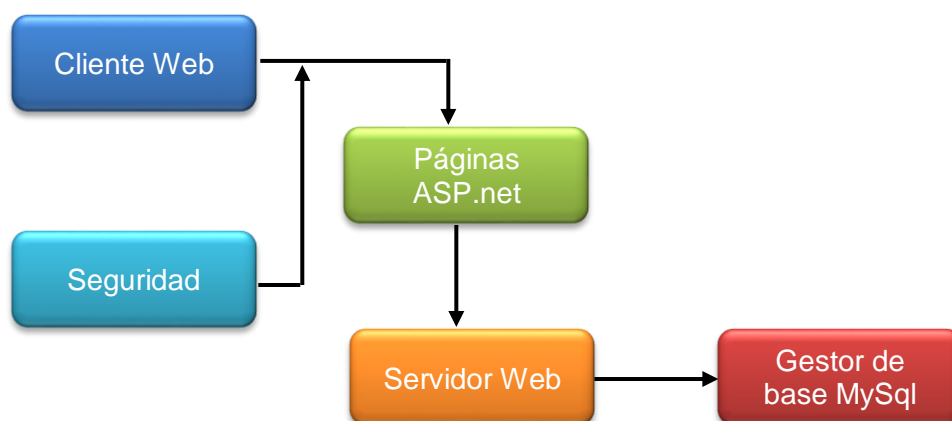 Cliente Web
Páginas
ASP.net
Seguridad
Servidor Web
Gestor de
base MySql